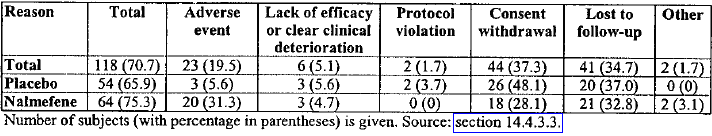 Reason Total Adverse event Lack of efficacy or clear clinical deterioration Protocol violation Consent withdrawal Lost to follow-up Other
Total 118 (70.7) 23 (19.5) 6 (5.1) 2 (1.7) 44 (37.3) 41 (34.7) 2 (1.7)
Placebo 54 (65.9) 3 (5.6) 3 (5.6) 2 (3.7) 26 (48.1) 20 (37.0) 0 (0)
Nalmefene 64 (75.3) 20 (31.3) 3 (4.7) 0 (0) 18 (28.1) 21 (32.8) 2 (3.1)
Number of subjects (with percentage in parentheses) is given. Source: section 14.4.3.3.